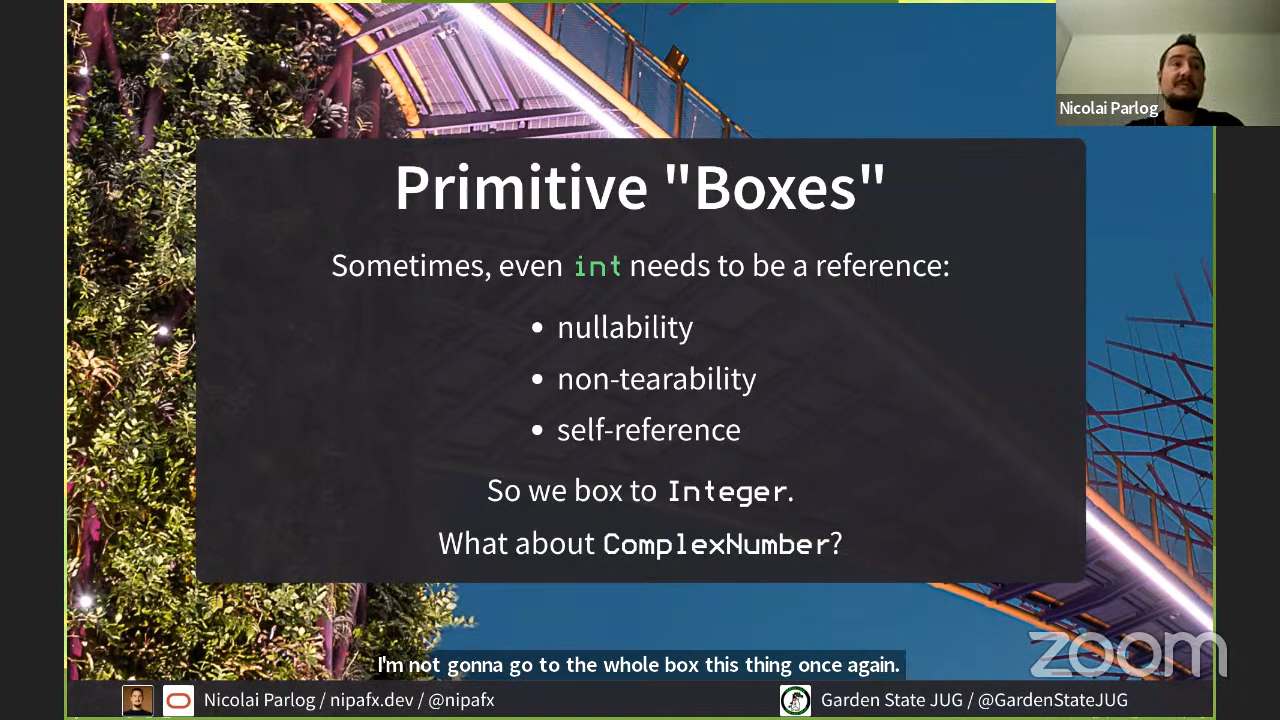 Nicolai Parlog
Primitive "Boxes"
Sometimes, even int needs to be a reference:
• nullability
• non-tearability
• self-reference
So we box to Integer.
What about ComplexNumber?
I'm not gonna go to the whole box this thing once again.
zoom
Nicolai Parlog / nipafx.dev / @nipafx
Garden State JUG / @GardenStateJUG